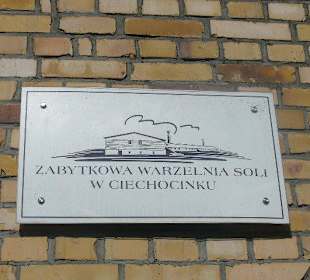 ZABYTKOWA WARZELNIA SOLI
W CIECHOCINKU